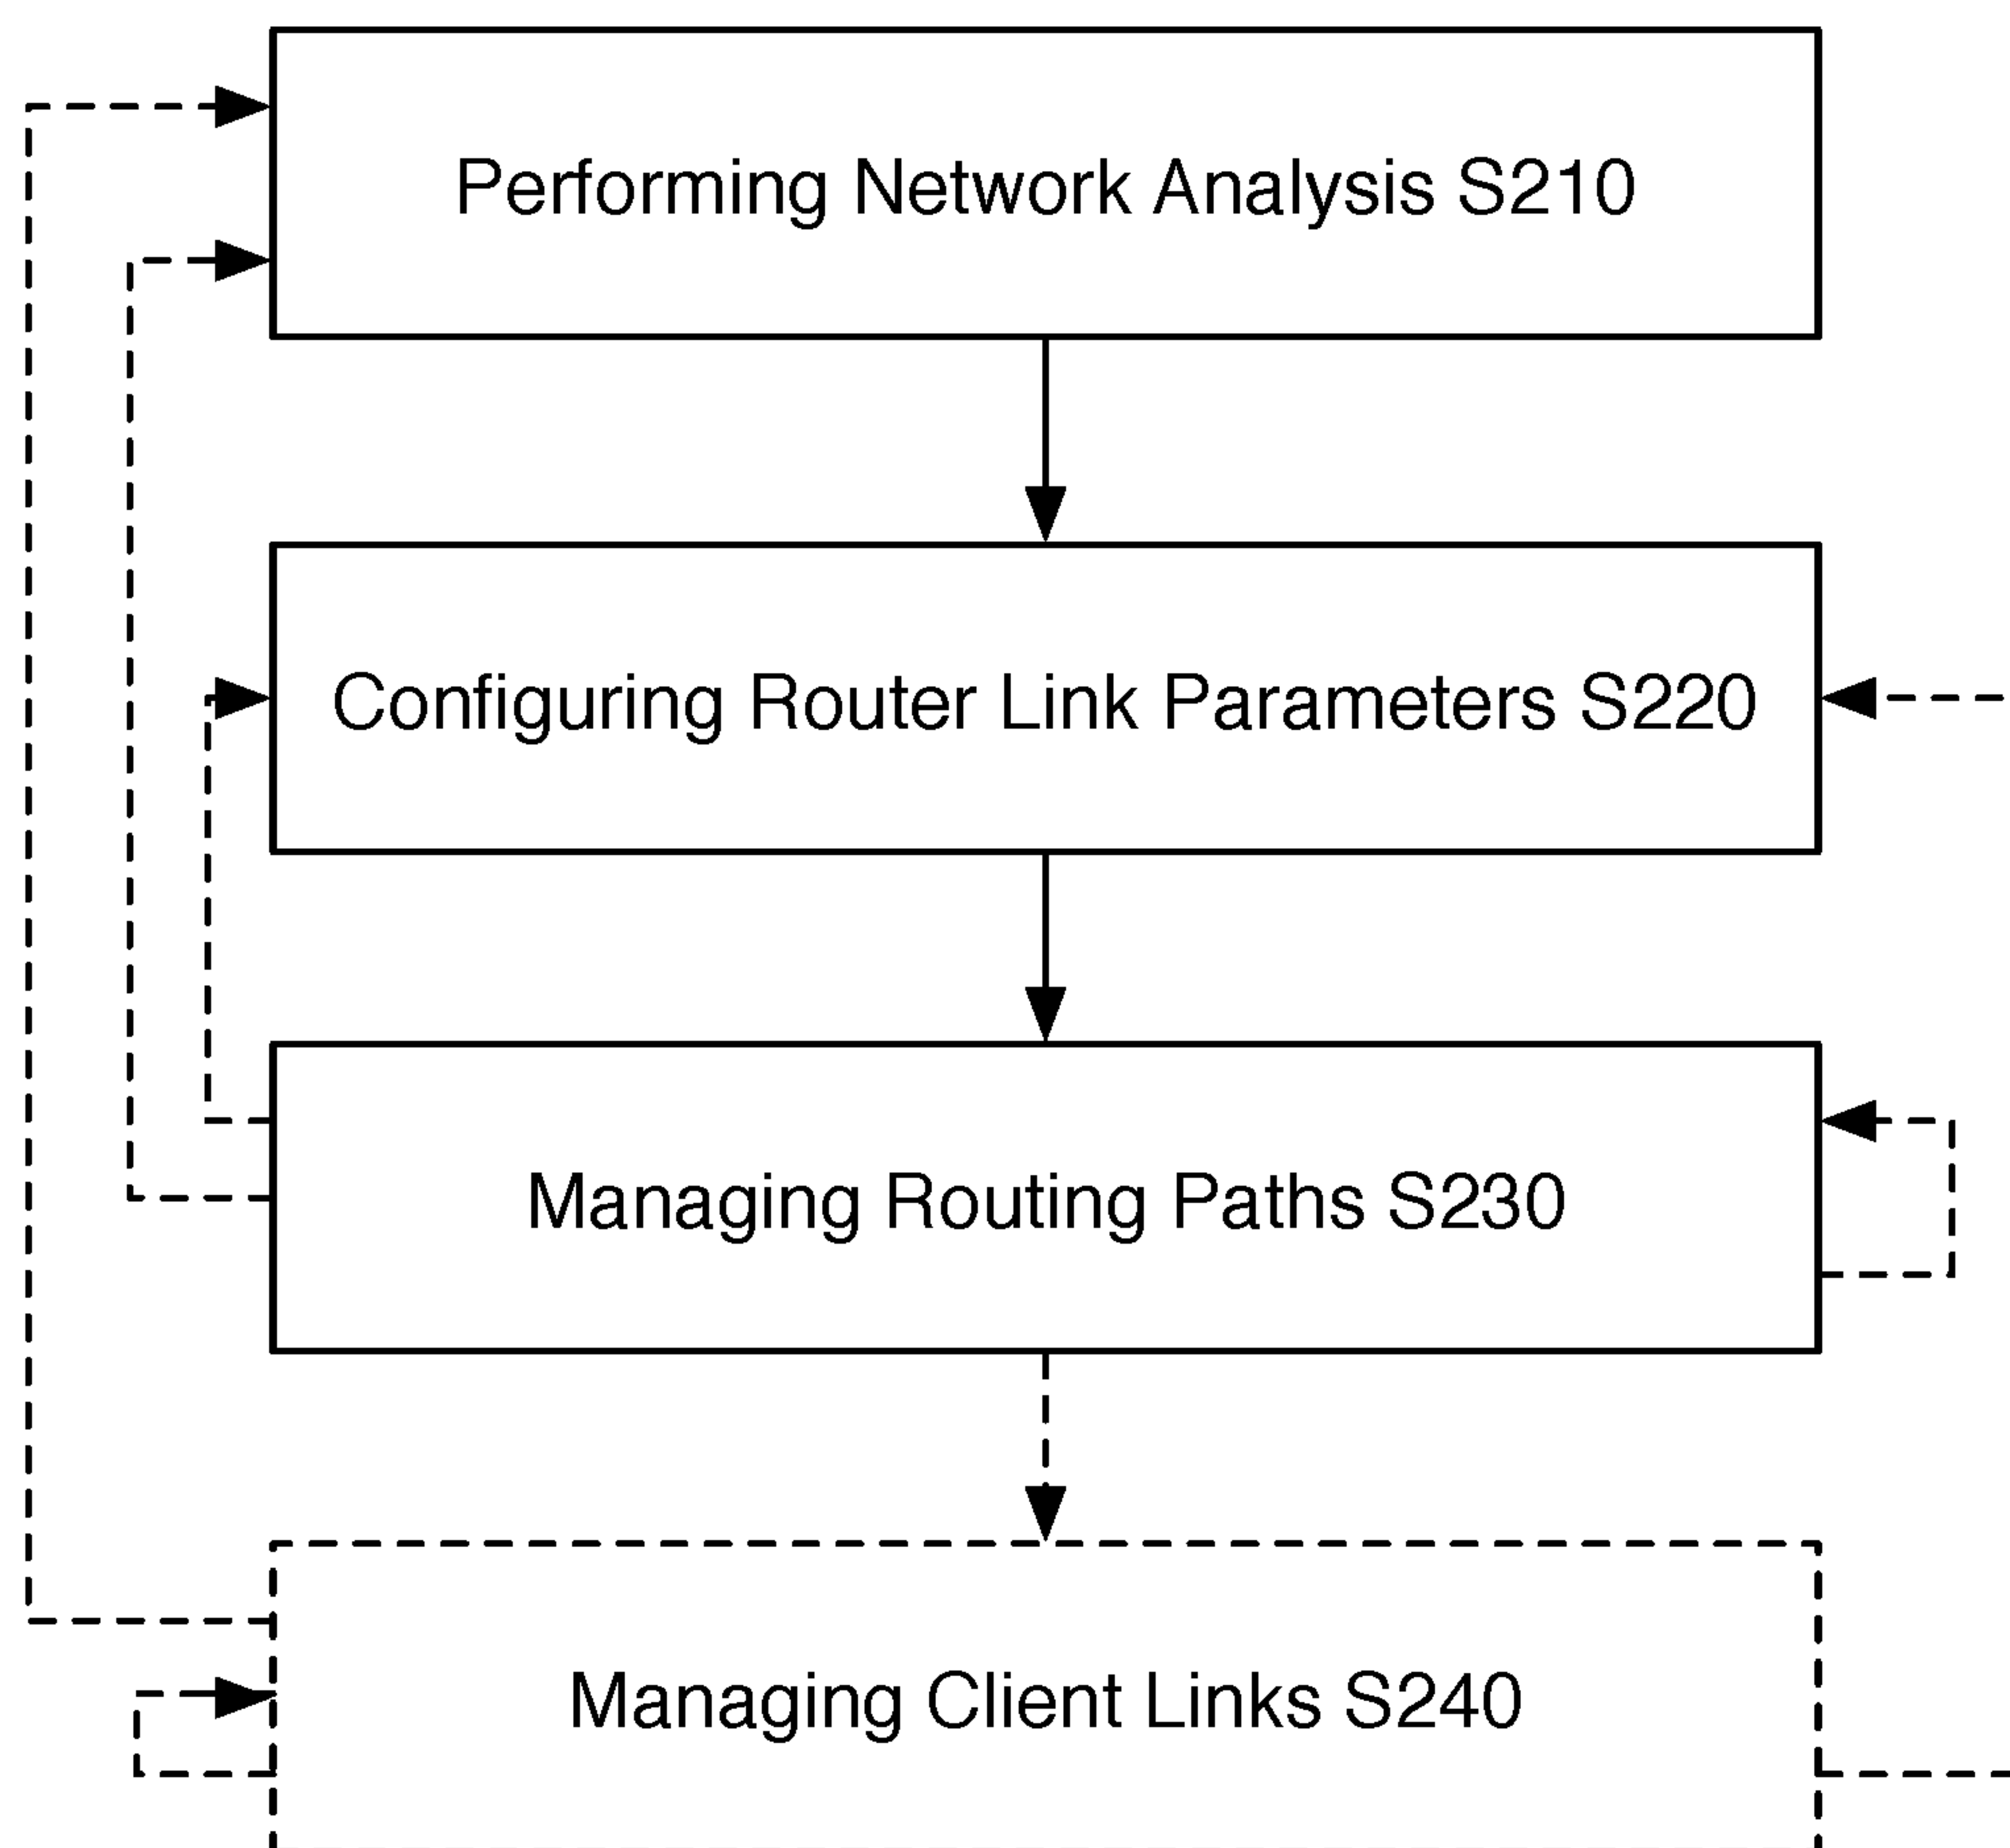 Performing Network Analysis S210
Configuring Router Link Parameters S220
Managing Routing Paths S230
Managing Client Links S240